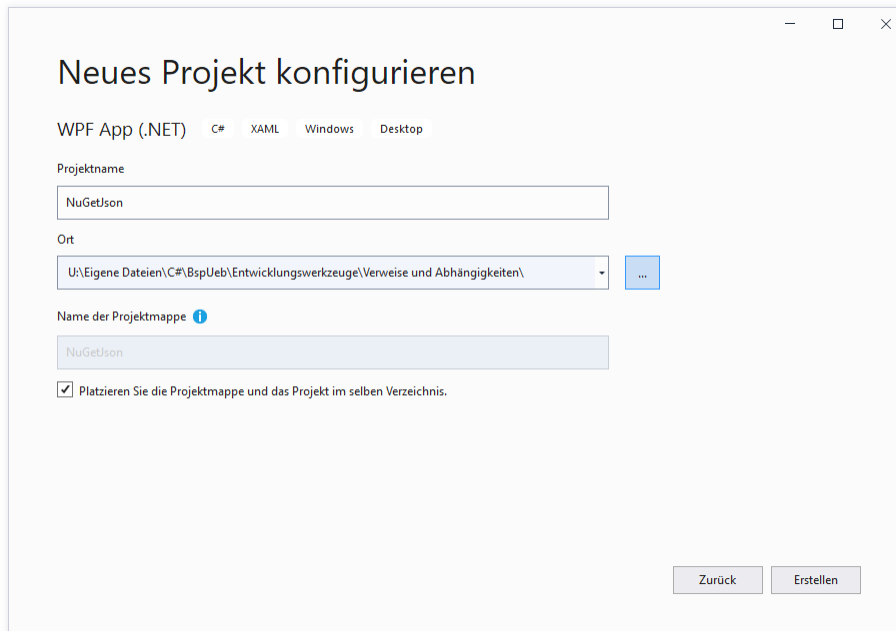 Neues Projekt konfigurieren
WPF App (.NET) C# XAML Windows Desktop
Projektname
NuGetJson
Ort
U:\Eigene Dateien\C#\BspUeb\Entwicklungswerkzeuge\Verweise und Abhängigkeiten\
...
Name der Projektmappe
NuGetJson
Platzieren Sie die Projektmappe und das Projekt im selben Verzeichnis.
Zurück Erstellen